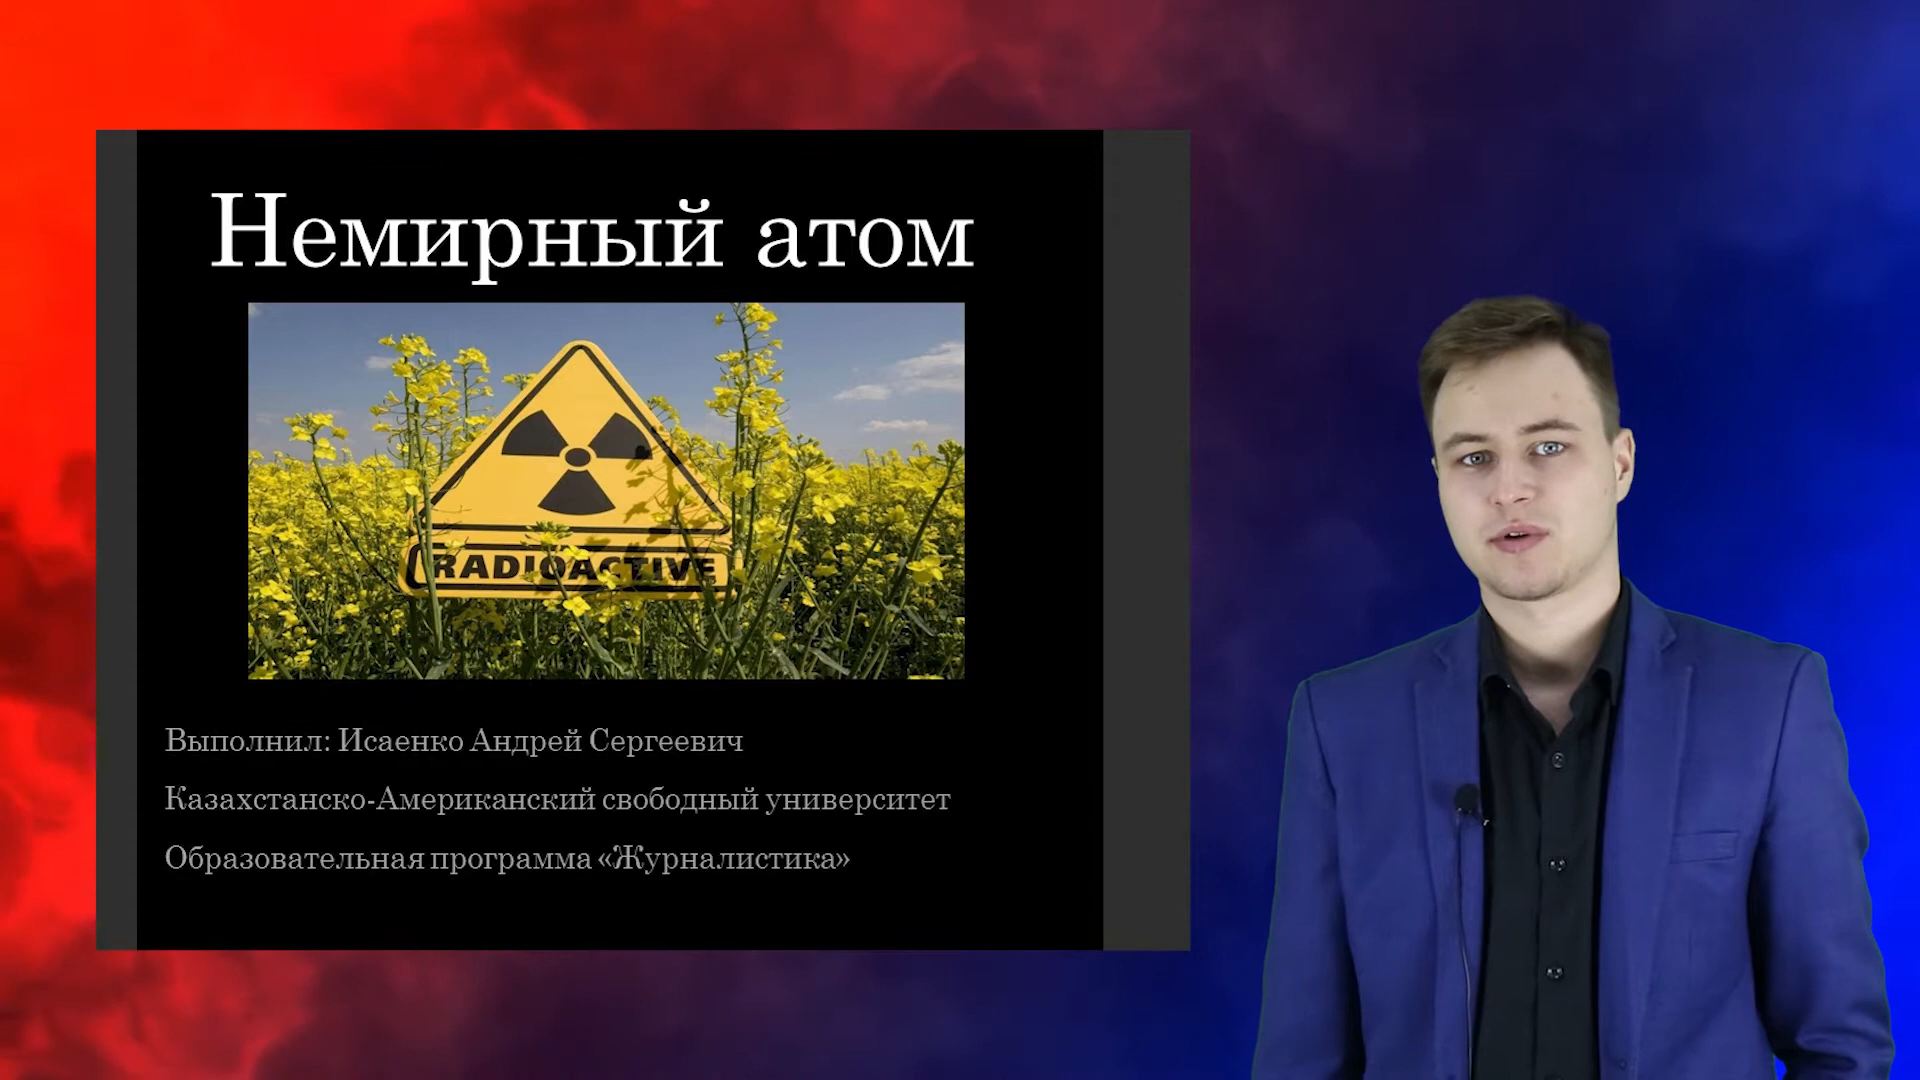 Немирный атом
RADIOACTIVE
Выполнил: Исаенко Андрей Сергеевич
Казахстанско-Американский свободный университет
Образовательная программа «Журналистика»